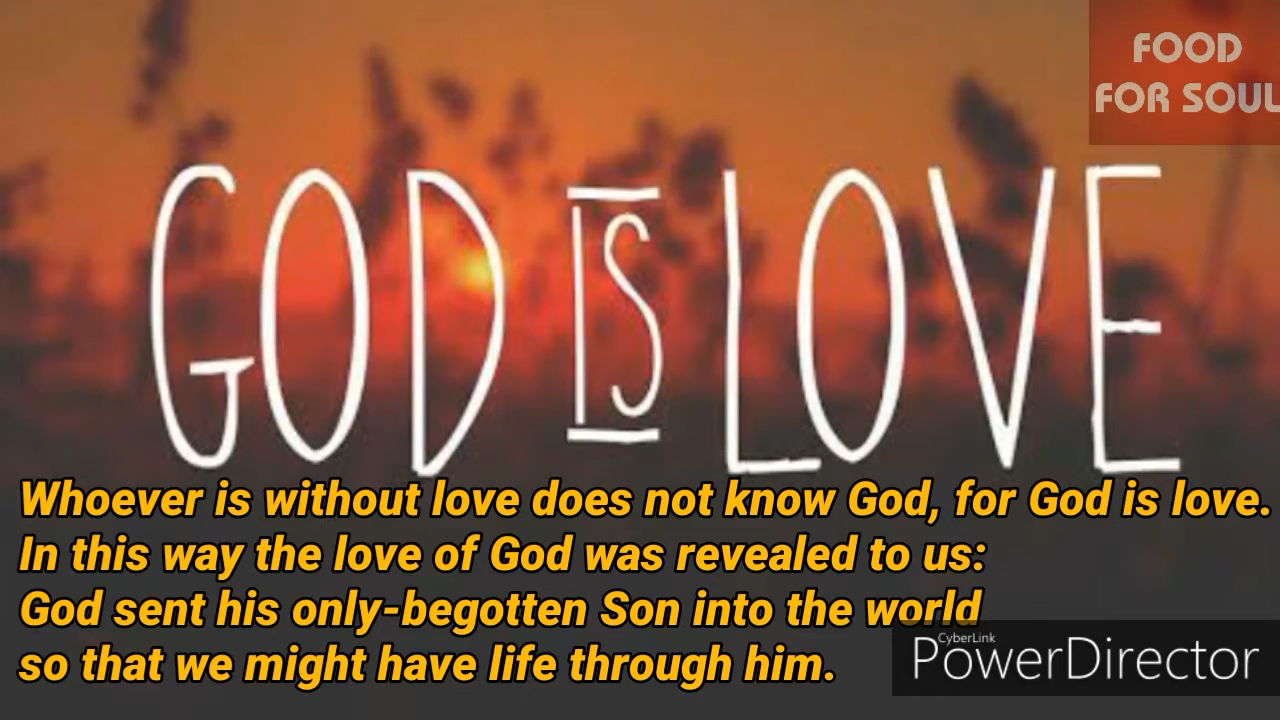 FOOD
FOR SOUL
GOD IS LOVE
Whoever is without love does not know God, for God is love.
In this way the love of God was revealed to us:
God sent his only-begotten Son into the world
so that we might have life through him.
CyberLink
PowerDirector